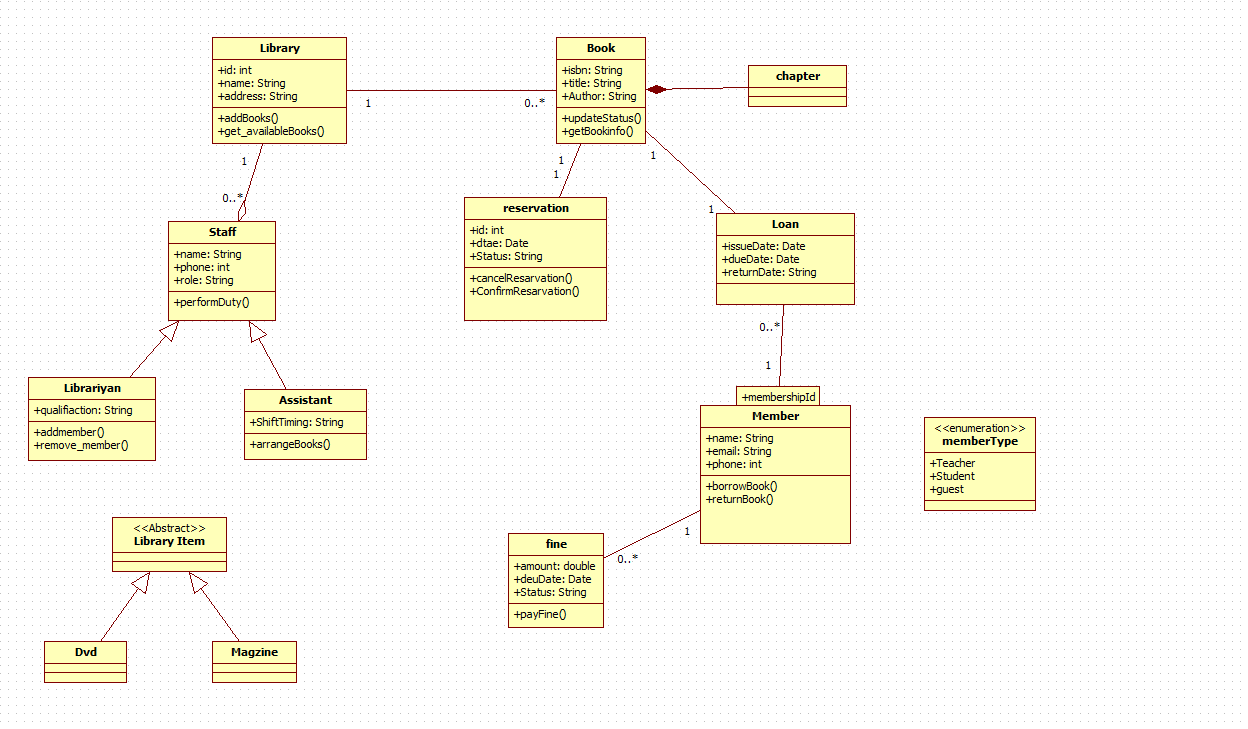 Library
+id: int
+name: String
+address: String
+addBooks()
+get_availableBooks()
1
0..*
Book
+isbn: String
+title: String
+Author: String
+updateStatus()
+getBookinfo()
chapter
1
0..*
1
1
1
1
reservation
+id: int
+dtae: Date
+Status: String
+cancelResarvation()
+ConfirmResarvation()
Loan
+issueDate: Date
+dueDate: Date
+returnDate: String
Staff
+name: String
+phone: int
+role: String
+performDuty()
0..*
1
Librariyan
+qualifiaction: String
+addmember()
+remove_member()
Assistant
+ShiftTiming: String
+arrangeBooks()
+membershipId
Member
+name: String
+email: String
+phone: int
+borrowBook()
+returnBook()
<<enumeration>>
memberType
+Teacher
+Student
+guest
<<Abstract>>
Library Item
1
0..*
fine
+amount: double
+deuDate: Date
+Status: String
+payFine()
Dvd
Magzine